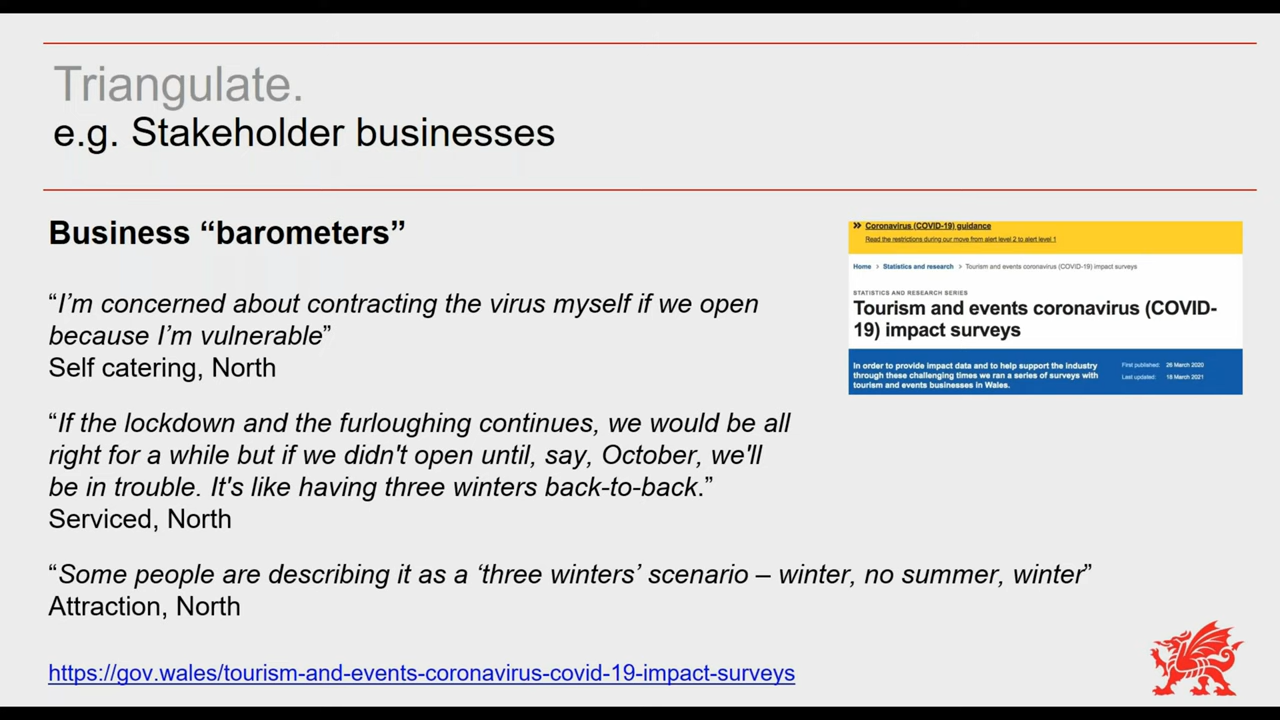 Triangulate.
e.g. Stakeholder businesses
Business “barometers”
“I’m concerned about contracting the virus myself if we open
because I’m vulnerable”
Self catering, North
“If the lockdown and the furloughing continues, we would be all
right for a while but if we didn't open until, say, October, we'll
be in trouble. It's like having three winters back-to-back.”
Serviced, North
“Some people are describing it as a ‘three winters’ scenario – winter, no summer, winter”
Attraction, North
https://gov.wales/tourism-and-events-coronavirus-covid-19-impact-surveys
Coronavirus (COVID-19) guidance
Read the restrictions during our move from alert level 2 to alert level 1
Home > Statistics and research > Tourism and events coronavirus (COVID-19) impact surveys
STATISTICS AND RESEARCH SERIES
Tourism and events coronavirus (COVID-
19) impact surveys
In order to provide impact data and to help support the industry
through these challenging times we ran a series of surveys with
tourism and events businesses in Wales.
First published: 26 March 2020
Last updated: 18 March 2021